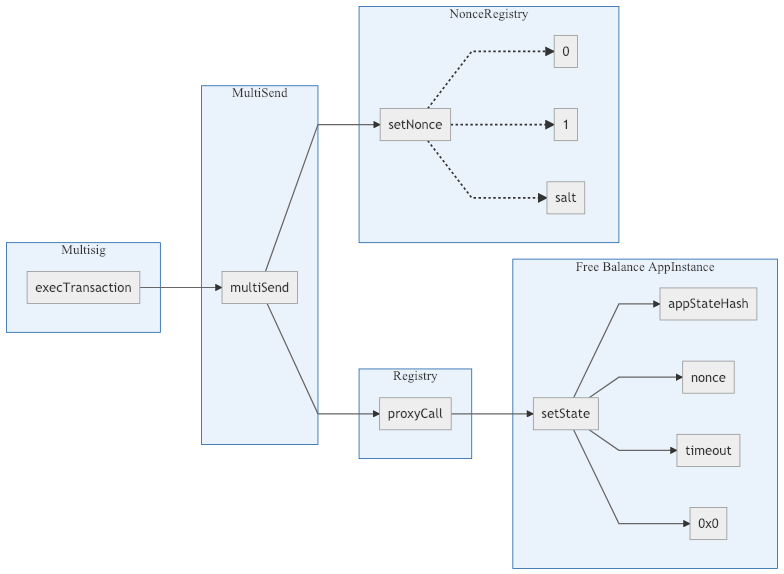 NonceRegistry
0
setNonce
1
salt
MultiSend
multiSend
Multisig
execTransaction
Registry
proxyCall
Free Balance AppInstance
appStateHash
nonce
setState
timeout
0x0